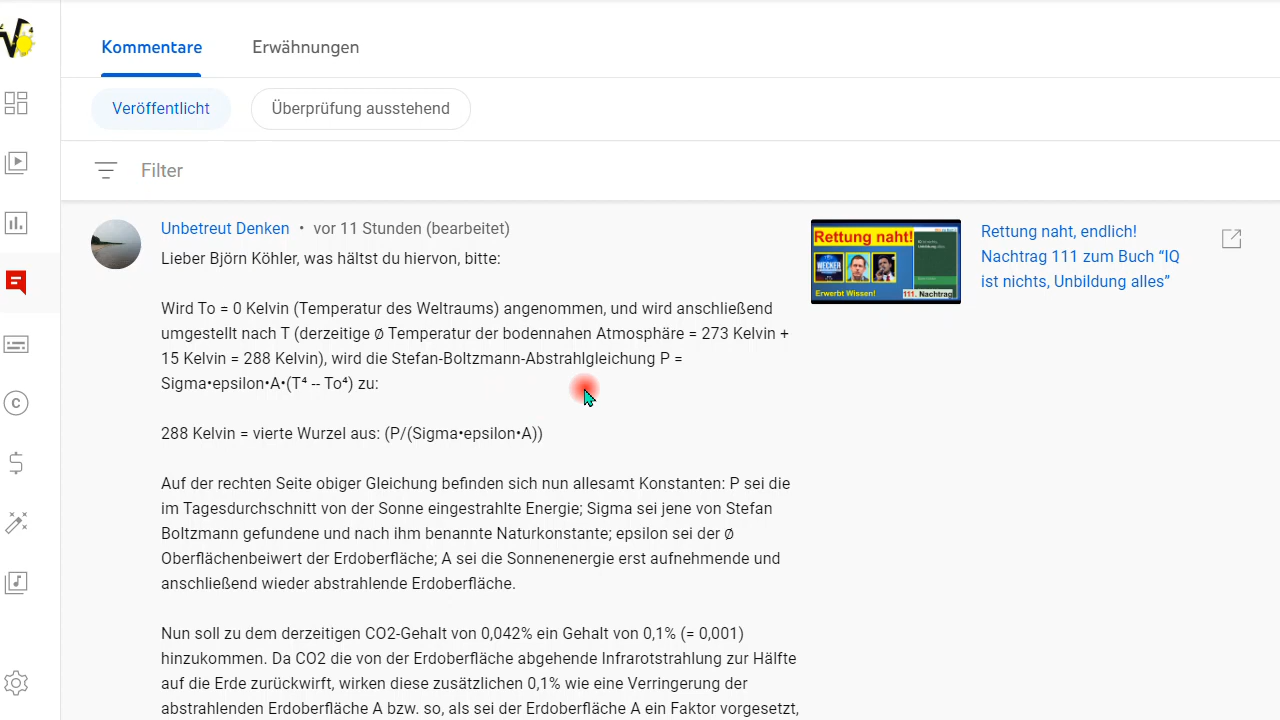 Kommentare
Erwähnungen
Veröffentlicht
Überprüfung ausstehend
Filter
Unbetreut Denken • vor 11 Stunden (bearbeitet)
Lieber Björn Köhler, was hältst du hiervon, bitte:
Wird To = 0 Kelvin (Temperatur des Weltraums) angenommen, und wird anschließend
umgestellt nach T (derzeitige ∅ Temperatur der bodennahen Atmosphäre = 273 Kelvin +
15 Kelvin = 288 Kelvin), wird die Stefan-Boltzmann-Abstrahlgleichung P =
Sigma•epsilon•A•(T⁴ -- To⁴) zu:
288 Kelvin = vierte Wurzel aus: (P/(Sigma•epsilon•A))
Auf der rechten Seite obiger Gleichung befinden sich nun allesamt Konstanten: P sei die
im Tagesdurchschnitt von der Sonne eingestrahlte Energie; Sigma sei jene von Stefan
Boltzmann gefundene und nach ihm benannte Naturkonstante; epsilon sei der ∅
Oberflächenbeiwert der Erdoberfläche; A sei die Sonnenenergie erst aufnehmende und
anschließend wieder abstrahlende Erdoberfläche.
Nun soll zu dem derzeitigen CO2-Gehalt von 0,042% ein Gehalt von 0,1% (= 0,001)
hinzukommen. Da CO2 die von der Erdoberfläche abgehende Infrarotstrahlung zur Hälfte
auf die Erde zurückwirft, wirken diese zusätzlichen 0,1% wie eine Verringerung der
abstrahlenden Erdoberfläche A bzw. so, als sei der Erdoberfläche A ein Faktor vorgesetzt,
Rettung naht!
WECKER
Erwerbt Wissen!
111. Nachtrag
Rettung naht, endlich!
Nachtrag 111 zum Buch “IQ
ist nichts, Unbildung alles”